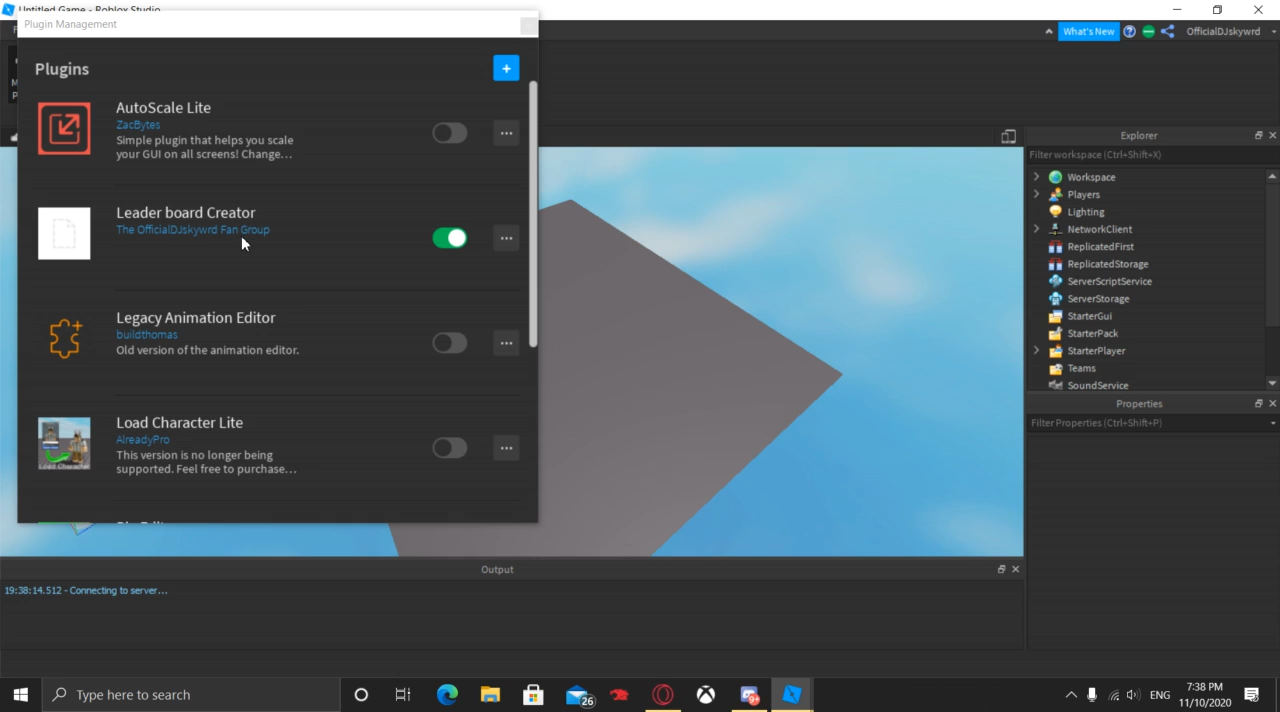 Untitled Game - Roblox Studio
Plugin Management
What's New
OfficialDJskywrd
Plugins
+
AutoScale Lite
ZacBytes
Simple plugin that helps you scale
your GUI on all screens! Change...
Leader board Creator
The OfficialDJskywrd Fan Group
Legacy Animation Editor
buildthomas
Old version of the animation editor.
Load Character Lite
AlreadyPro
This version is no longer being
supported. Feel free to purchase...
Explorer
Filter workspace (Ctrl+Shift+X)
Workspace
Players
Lighting
NetworkClient
ReplicatedFirst
ReplicatedStorage
ServerScriptService
ServerStorage
StarterGui
StarterPack
StarterPlayer
Teams
SoundService
Properties
Filter Properties (Ctrl+Shift+P)
Output
19:38:14.512 - Connecting to server...
Type here to search
26
9+
ENG
7:38 PM
11/10/2020